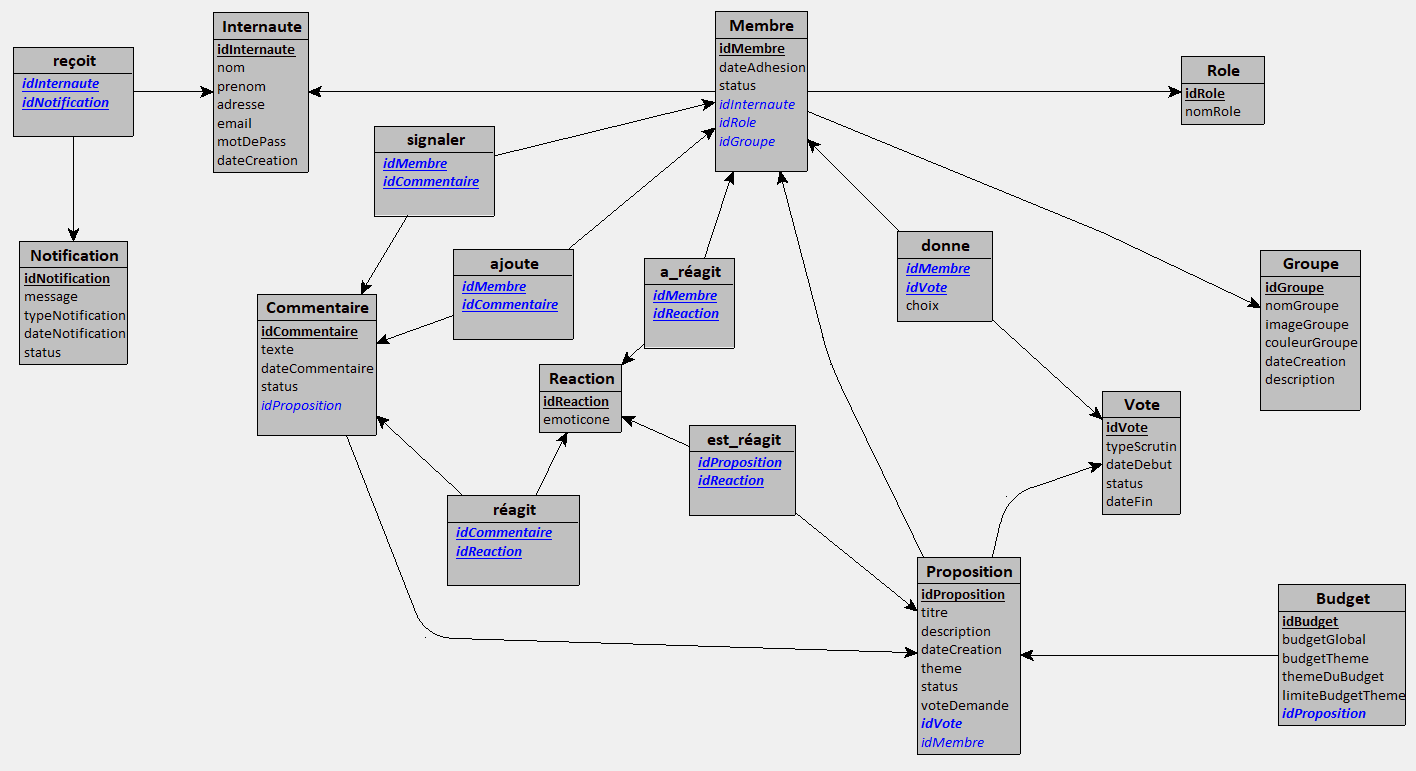 reçoit
idInternaute
idNotification
Internaute
idInternaute
nom
prenom
adresse
email
motDePass
dateCreation
Membre
idMembre
dateAdhesion
status
idInternaute
idRole
idGroupe
Role
idRole
nomRole
signaler
idMembre
idCommentaire
Notification
idNotification
message
typeNotification
dateNotification
status
ajoute
idMembre
idCommentaire
a_réagit
idMembre
idReaction
donne
idMembre
idVote
choix
Groupe
idGroupe
nomGroupe
imageGroupe
couleurGroupe
dateCreation
description
Commentaire
idCommentaire
texte
dateCommentaire
status
idProposition
Reaction
idReaction
emoticone
Vote
idVote
typeScrutin
dateDebut
status
dateFin
est_réagit
idProposition
idReaction
réagit
idCommentaire
idReaction
Proposition
idProposition
titre
description
dateCreation
theme
status
voteDemande
idVote
idMembre
Budget
idBudget
budgetGlobal
budgetTheme
themeDuBudget
limiteBudgetTheme
idProposition